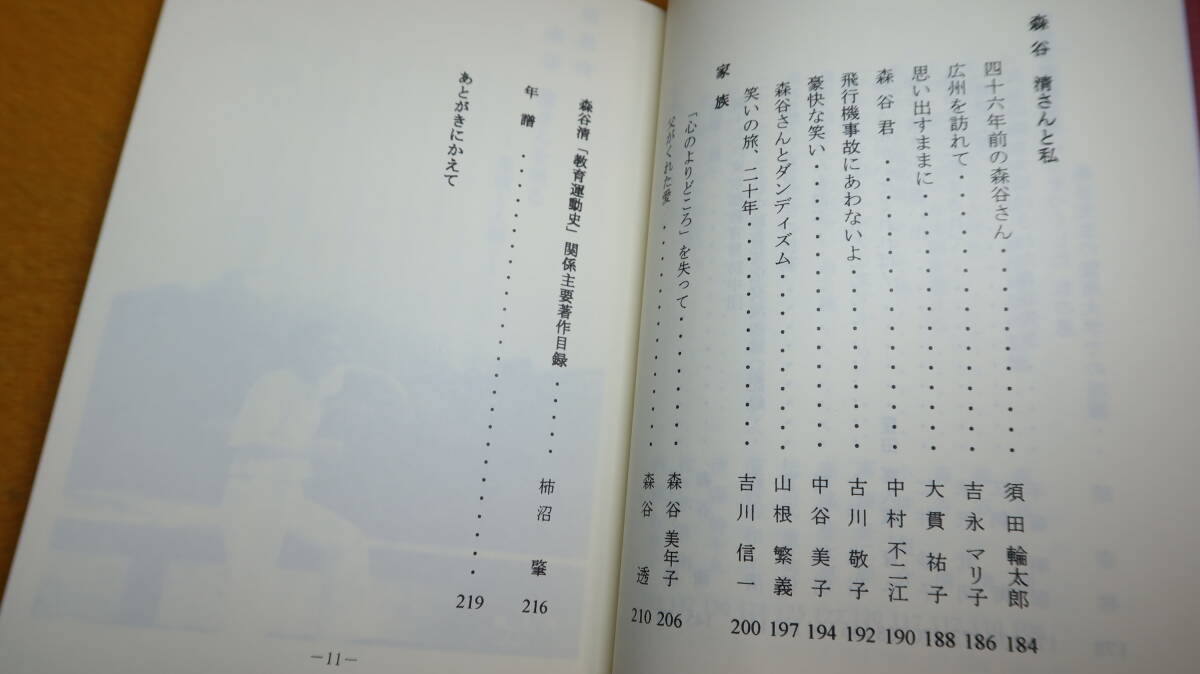 森谷 清さんと私
四十六年前の森谷さん・・・・・・・・・・・・須田 輪太郎 184
広州を訪れて・・・・・・・・・・・・・・・・吉永 マリ子 186
思い出すままに・・・・・・・・・・・・・・・大貫 祐子 188
森谷君・・・・・・・・・・・・・・・・・・・中村 不二江 190
飛行機事故にあわないよ・・・・・・・・・・・古川 敬子 192
豪快な笑い・・・・・・・・・・・・・・・・・中谷 美子 194
森谷さんとダンディズム・・・・・・・・・・・山根 繁義 197
笑いの旅、二十年・・・・・・・・・・・・・・吉川 信一 200
家族
「心のよりどころ」を失って・・・・・・・・・森谷 美年子 206
父がくれた愛・・・・・・・・・・・・・・・・森谷 透 210
森谷清「教育運動史」関係主要著作目録・・・・・柿沼 肇 216
年譜・・・・・・・・・・・・・・・・・・・・219
あとがきにかえて
―11―